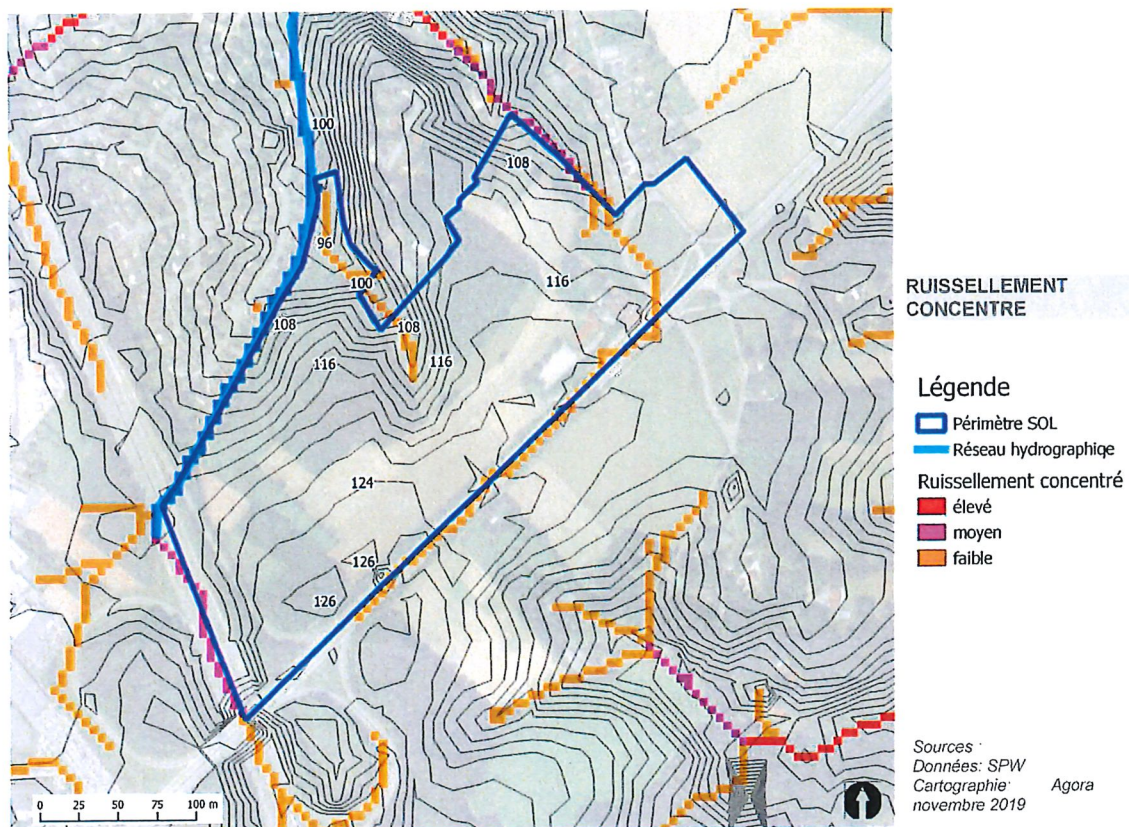 100
108
96
100
116
108
108
116
116
124
126
126
0 25 50 75 100 m
RUISSELLEMENT
CONCENTRE
Légende
Périmètre SOL
Réseau hydrographiqe
Ruissellement concentré
élevé
moyen
faible
Sources :
Données: SPW
Cartographie: Agora
novembre 2019